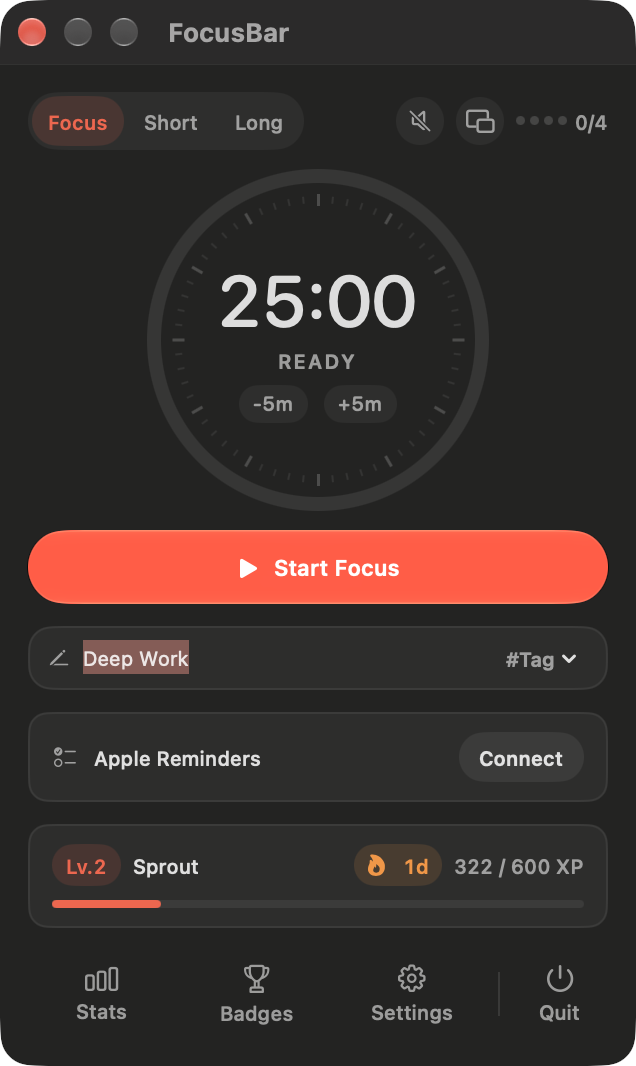 FocusBar
Focus Short Long 0/4
25:00
READY
-5m +5m
Start Focus
Deep Work #Tag
Apple Reminders Connect
Lv.2 Sprout 1d 322 / 600 XP
Stats Badges Settings Quit